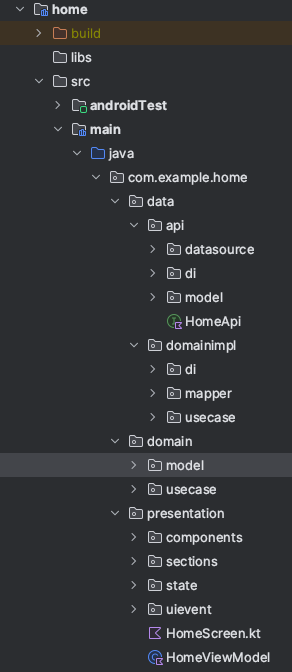 home
build
libs
src
androidTest
main
java
com.example.home
data
api
datasource
di
model
HomeApi
domainimpl
di
mapper
usecase
domain
model
usecase
presentation
components
sections
state
uievent
HomeScreen.kt
HomeViewModel